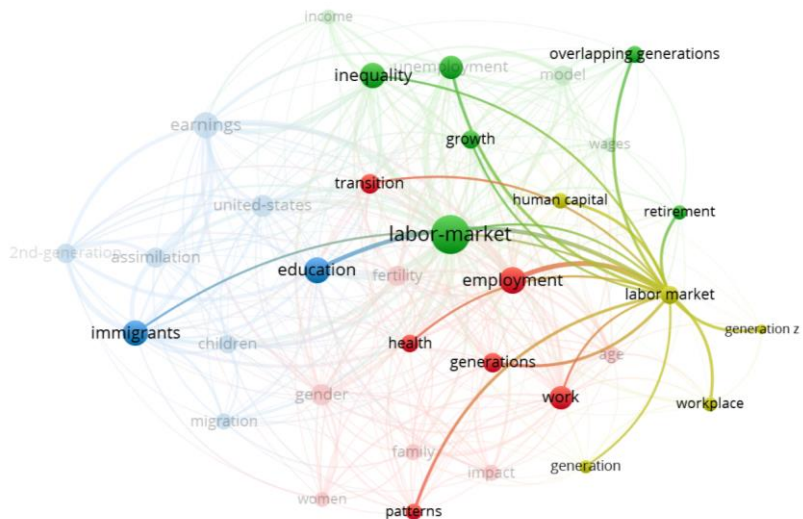 income
overlapping generations
unemployment
inequality
model
earnings
growth
wages
transition
human capital
united-states
retirement
labor-market
2nd-generation
assimilation
education
fertility
employment
labor market
immigrants
generation z
children
health
generations
age
gender
work
workplace
migration
family
generation
impact
women
patterns